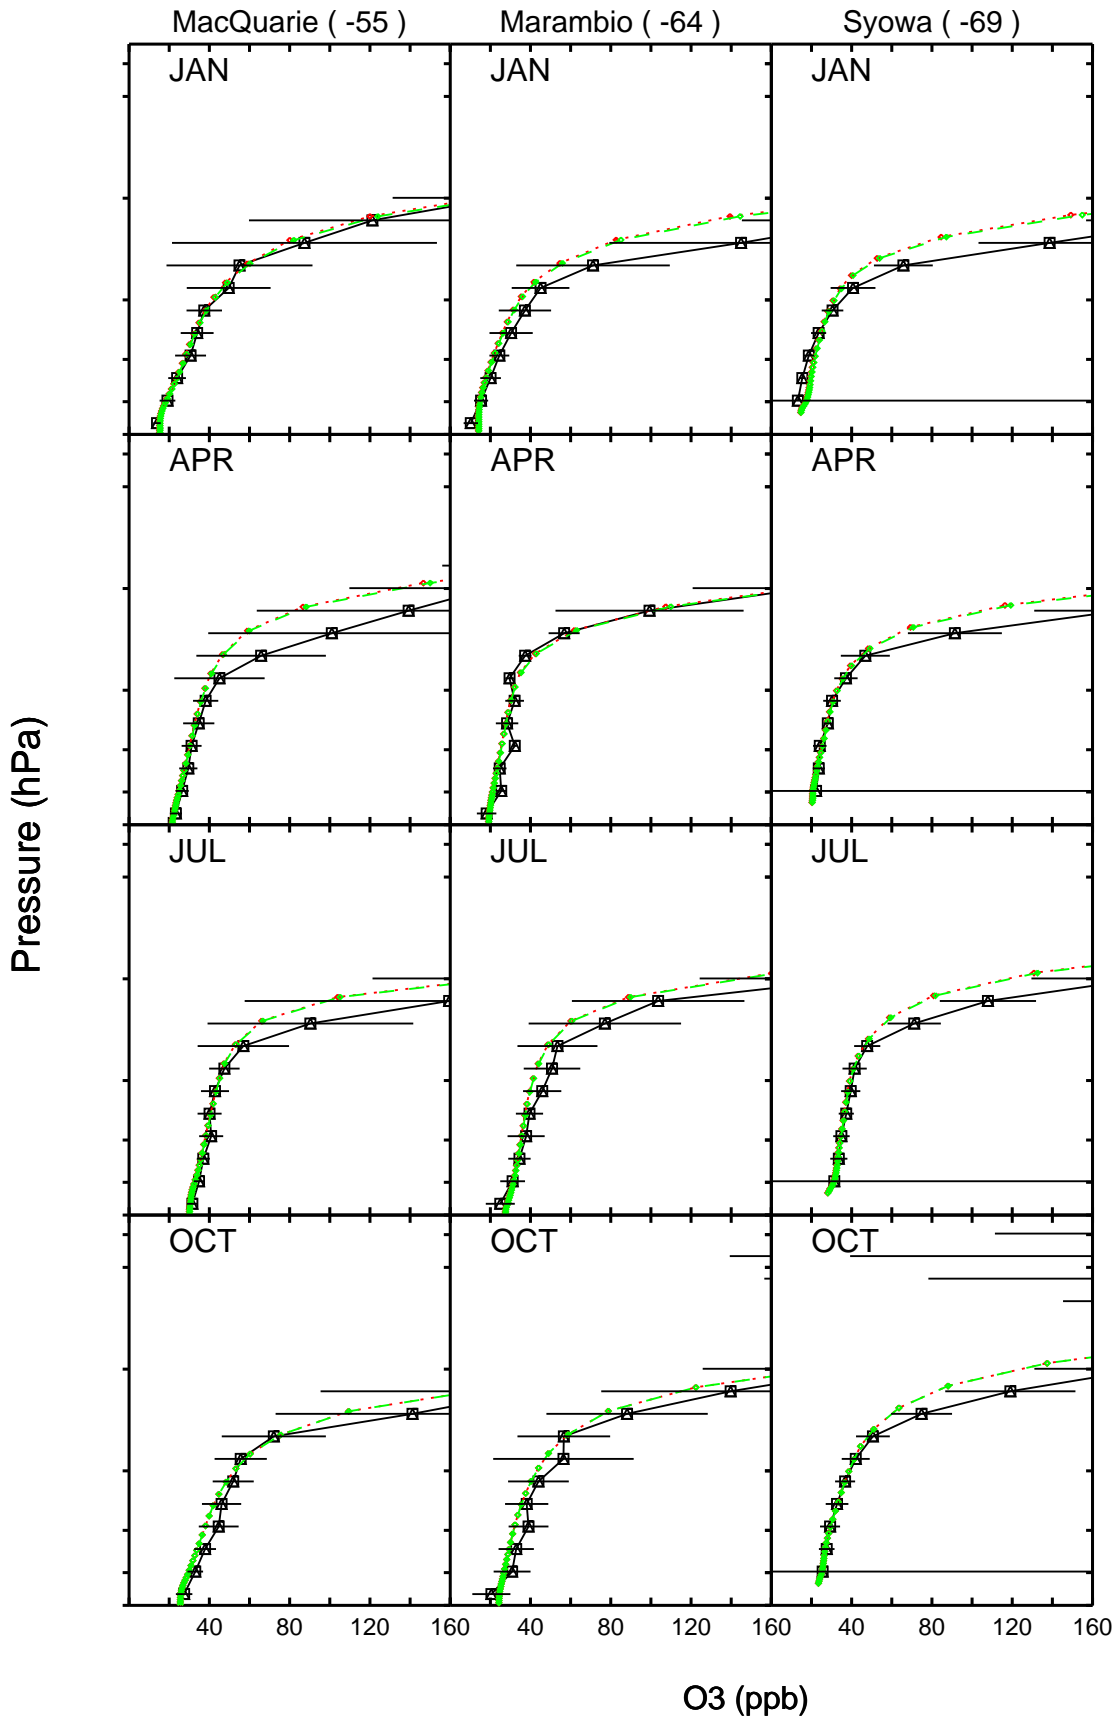 MacQuarie ( -55 ) Marambio ( -64 ) Syowa ( -69 )
JAN JAN JAN
APR APR APR
JUL JUL JUL
OCT OCT OCT
Pressure (hPa)
40 80 120 160 40 80 120 160 40 80 120 160
O3 (ppb)